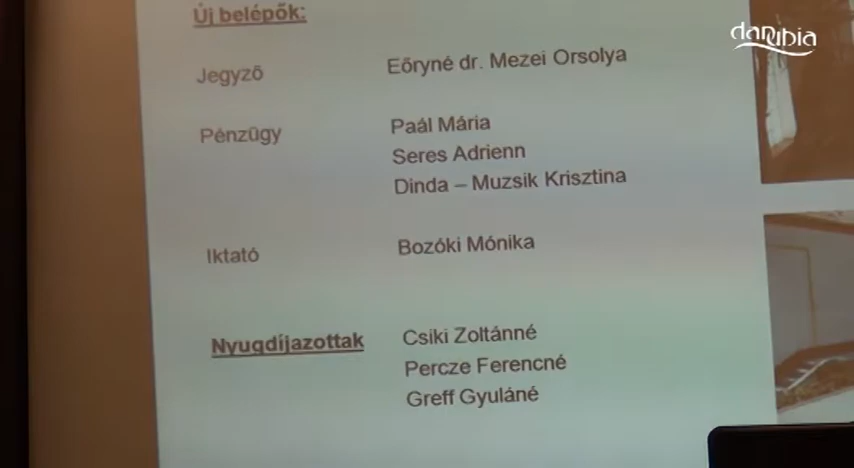 Új belépők:
danubia
Jegyző Eőryné dr. Mezei Orsolya
Pénzügy Paál Mária
Seres Adrienn
Dinda – Muzsik Krisztina
Iktató Bozóki Mónika
Nyugdíjazottak Csiki Zoltánné
Percze Ferencné
Greff Gyuláné